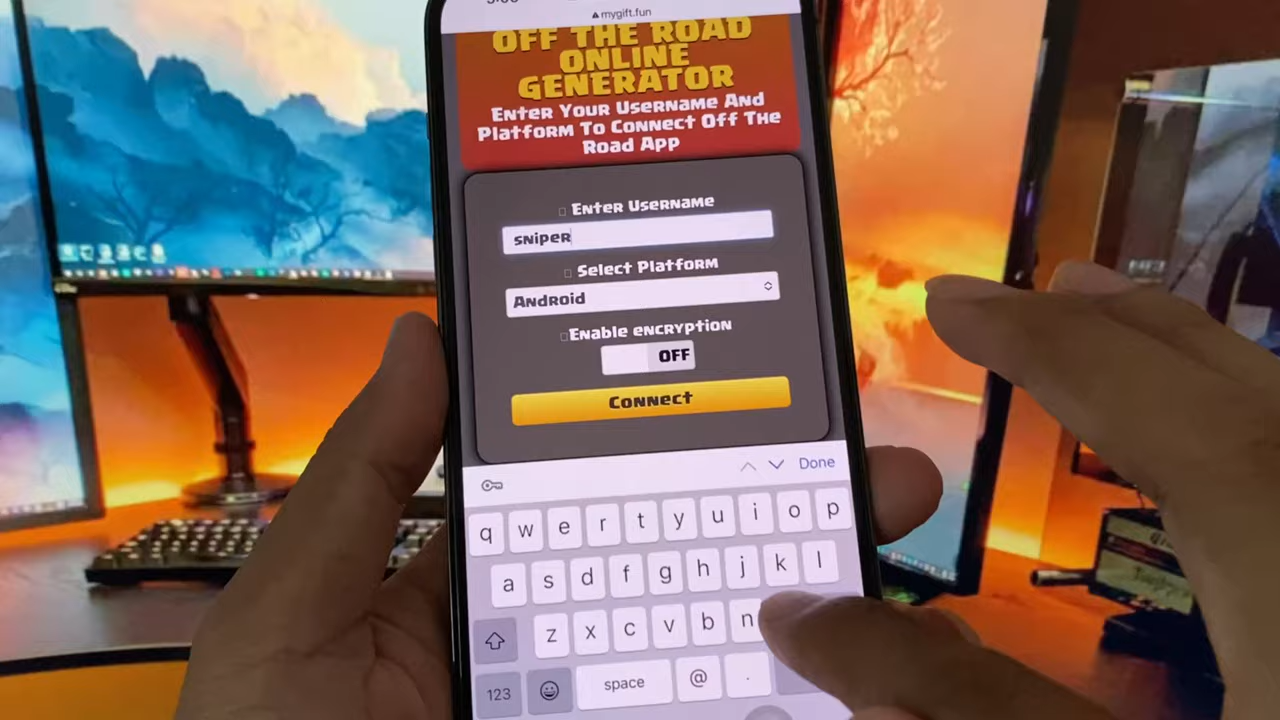 mygift.fun
OFF THE ROAD
ONLINE
GENERATOR
Enter Your Username And
Platform To Connect Off The
Road App
Enter Username
sniper
Select Platform
Android
Enable encryption
OFF
Connect
Done
q w e r t y u i o p
a s d f g h j k l
z x c v b n
123 space @ .